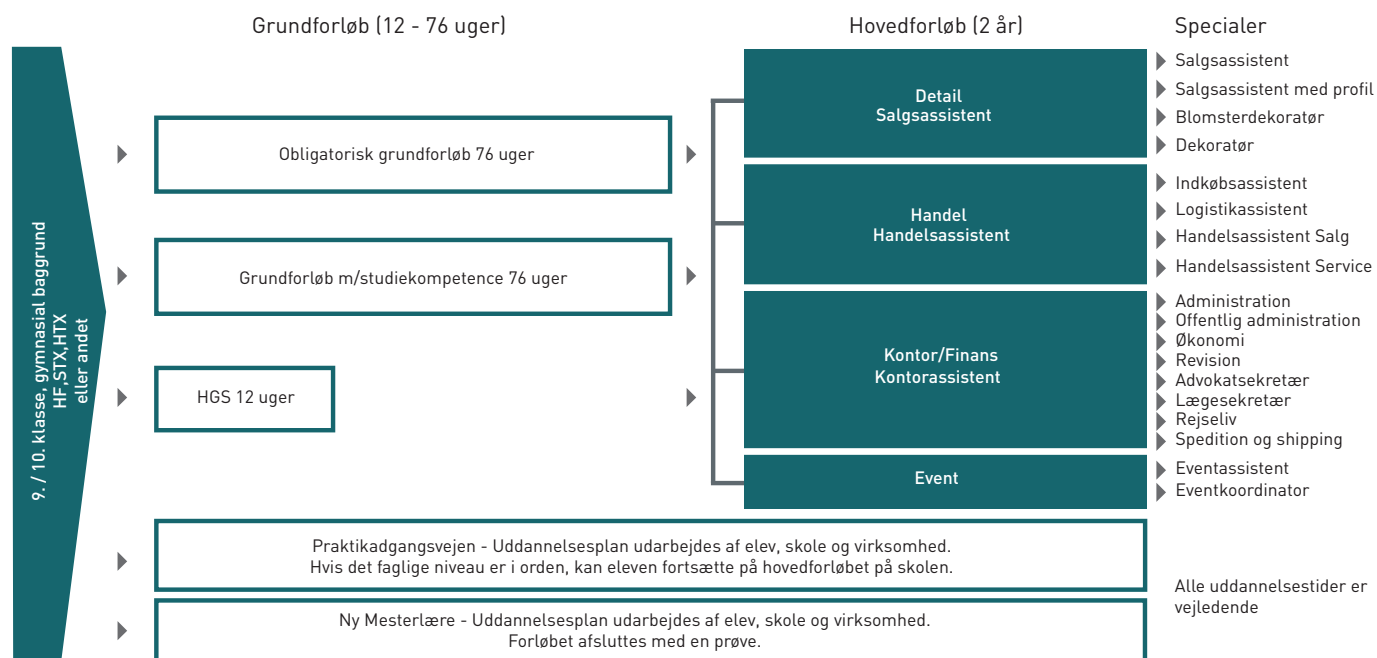 Grundforløb (12 - 76 uger)
Hovedforløb (2 år)
Specialer
9. / 10. klasse, gymnasial baggrund
HF,STX,HTX
eller andet
Obligatorisk grundforløb 76 uger
Grundforløb m/studiekompetence 76 uger
HGS 12 uger
Detail
Salgsassistent
Salgsassistent
Salgsassistent med profil
Blomsterdekoratør
Dekoratør
Handel
Handelsassistent
Indkøbsassistent
Logistikassistent
Handelsassistent Salg
Handelsassistent Service
Kontor/Finans
Kontorassistent
Administration
Offentlig administration
Økonomi
Revision
Advokatsekretær
Lægesekretær
Rejseliv
Spedition og shipping
Event
Eventassistent
Eventkoordinator
Praktikadgangsvejen - Uddannelsesplan udarbejdes af elev, skole og virksomhed.
Hvis det faglige niveau er i orden, kan eleven fortsætte på hovedforløbet på skolen.
Ny Mesterlære - Uddannelsesplan udarbejdes af elev, skole og virksomhed.
Forløbet afsluttes med en prøve.
Alle uddannelsestider er
vejledende